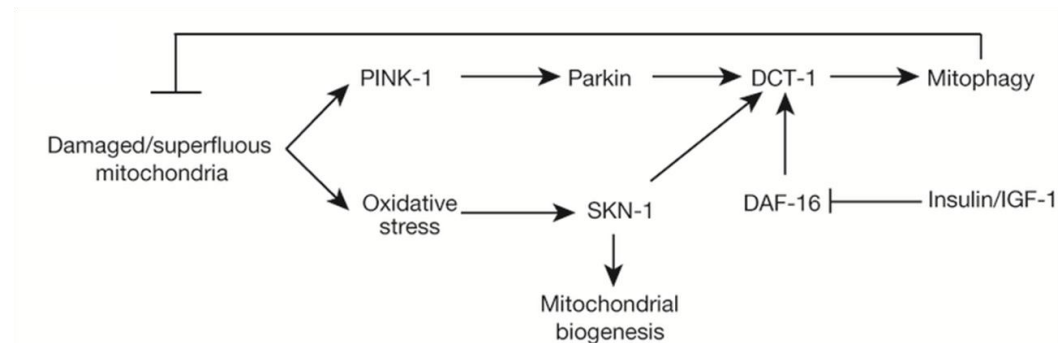 PINK-1
Parkin
DCT-1
Mitophagy
Damaged/superfluous
mitochondria
Oxidative
stress
SKN-1
DAF-16
Insulin/IGF-1
Mitochondrial
biogenesis